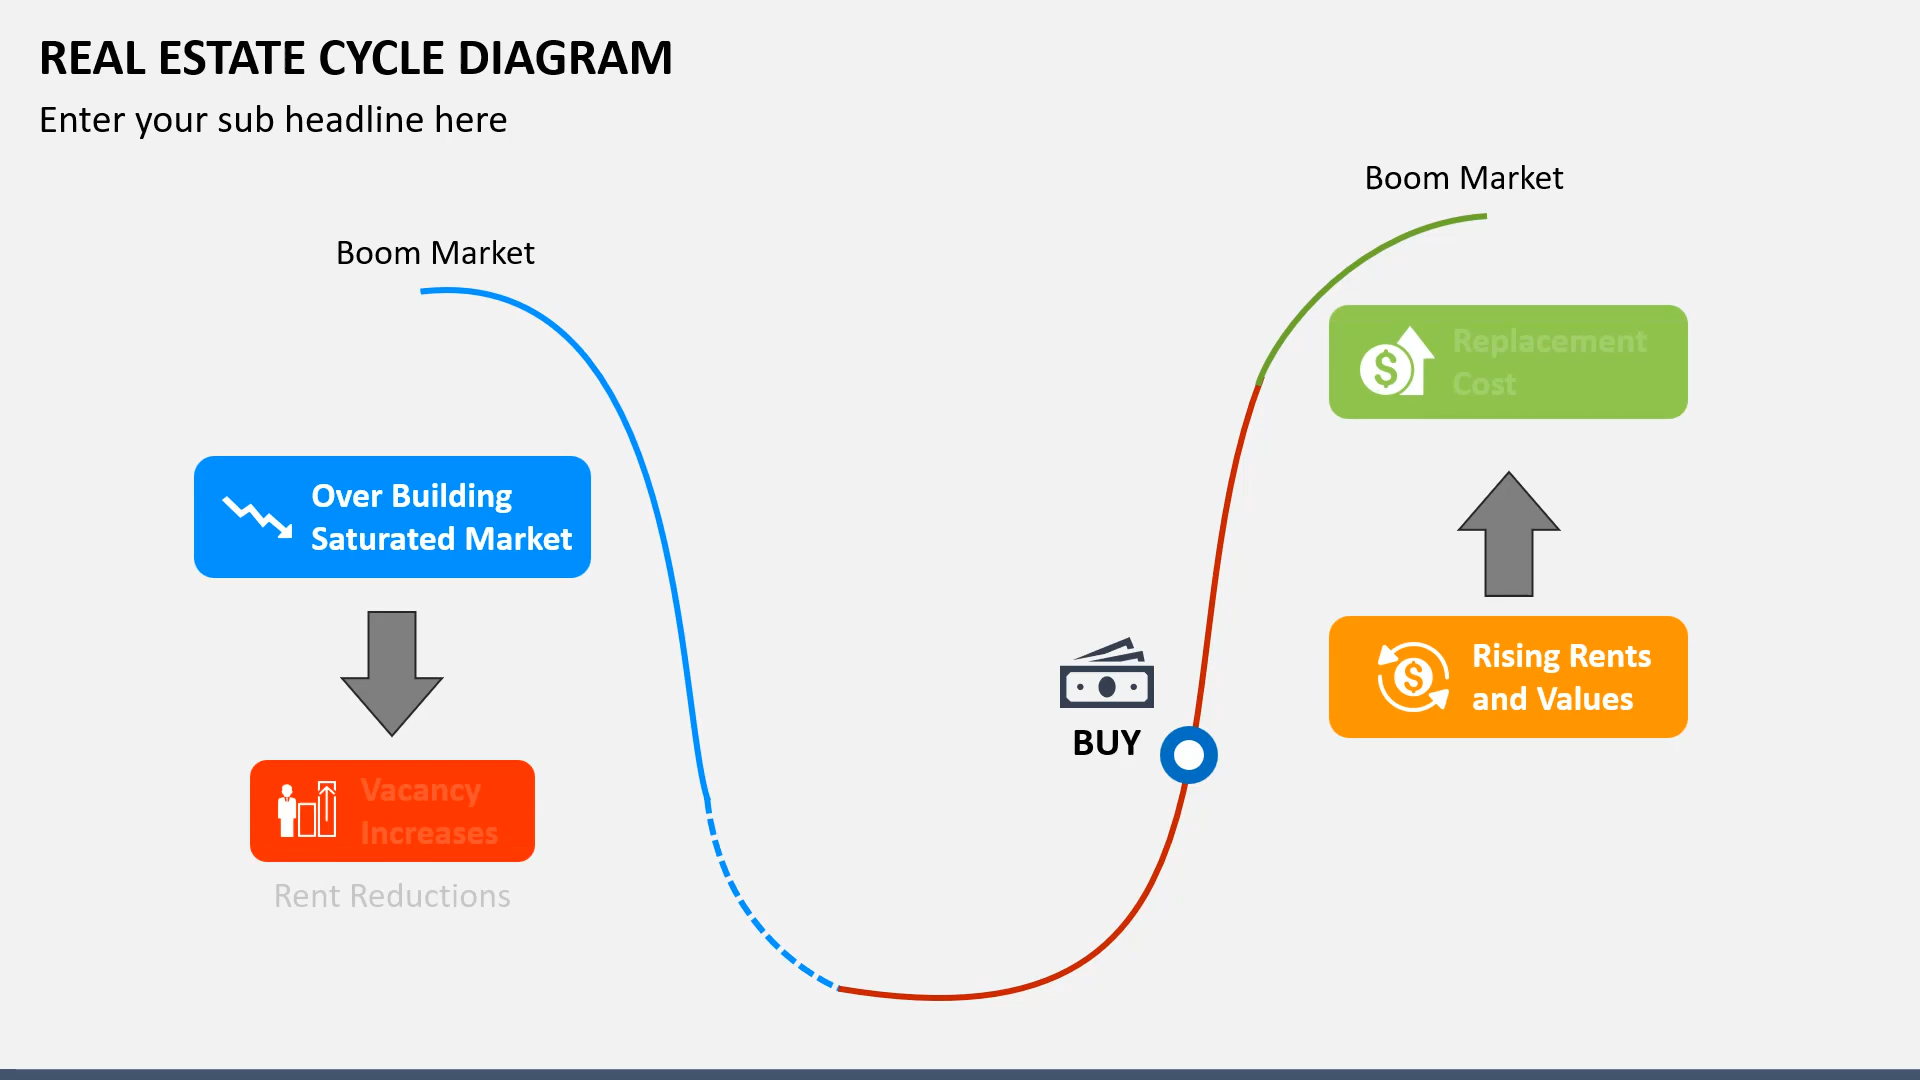 REAL ESTATE CYCLE DIAGRAM
Enter your sub headline here
Boom Market
Boom Market
Replacement
Cost
Over Building
Saturated Market
Rising Rents
and Values
BUY
Vacancy
Increases
Rent Reductions